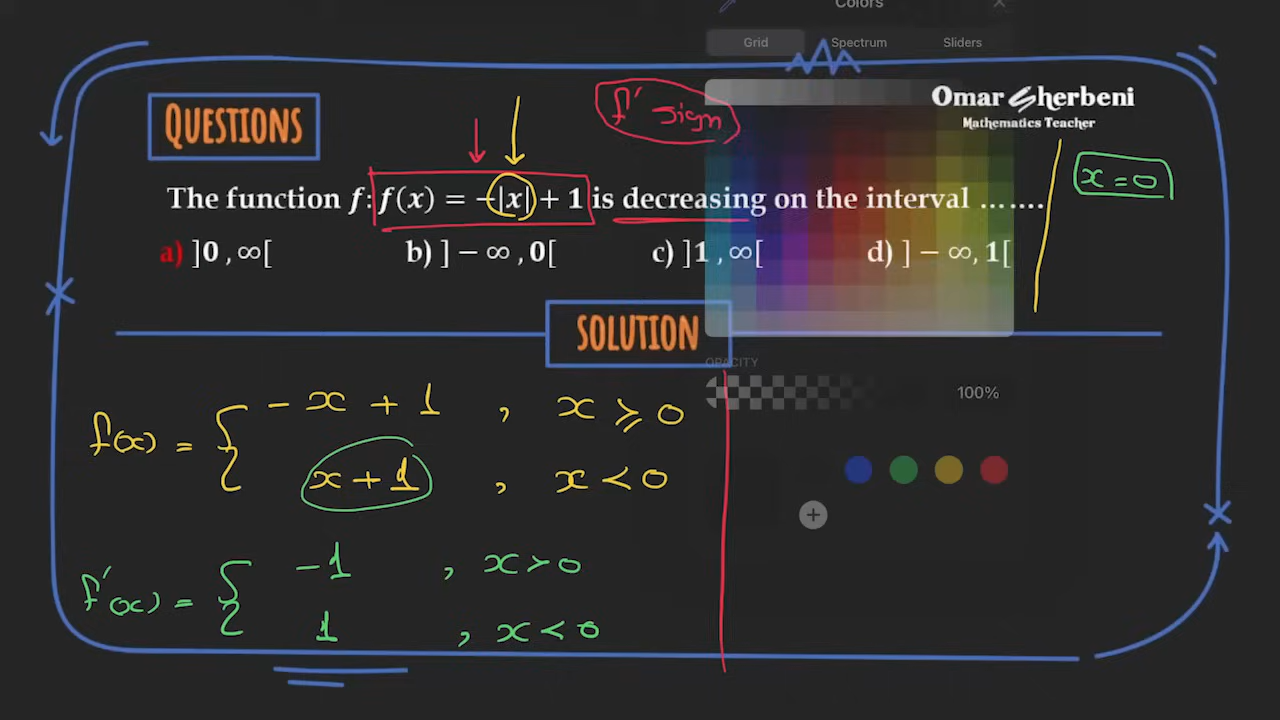 Colors
Grid Spectrum Sliders
Omar Sherbeni
Mathematics Teacher
QUESTIONS
f' sign
x = 0
The function f: f(x) = −|x| + 1 is decreasing on the interval …….
a) ]0 , ∞[ b) ] − ∞ , 0[ c) ]1 , ∞[ d) ] − ∞, 1[
SOLUTION
OPACITY
100%
f(x) = { − x + 1 , x ⩾ 0
x + 1 , x < 0
f'(x) = { −1 , x > 0
1 , x < 0